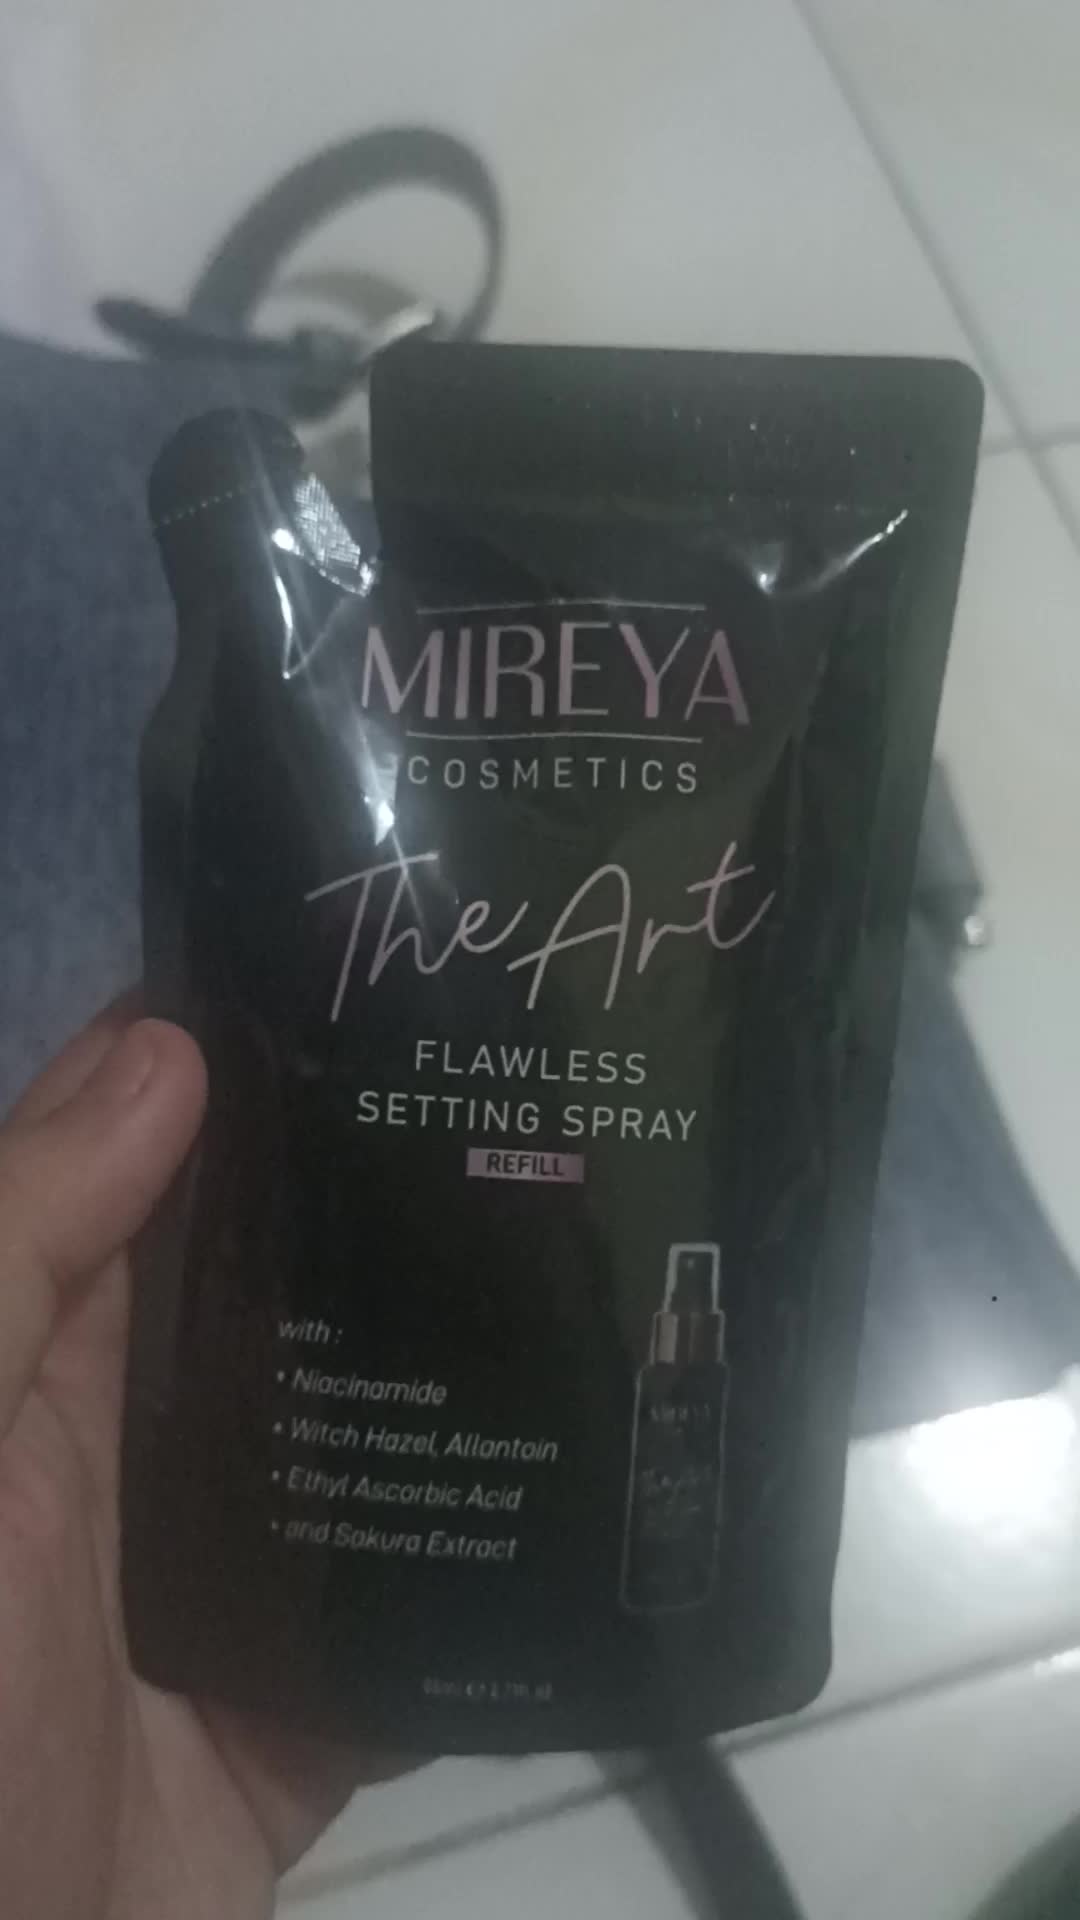 MIREYA
COSMETICS
The Art
FLAWLESS
SETTING SPRAY
REFILL
with :
• Niacinamide
• Witch Hazel, Allantoin
• Ethyl Ascorbic Acid
• and Sakura Extract